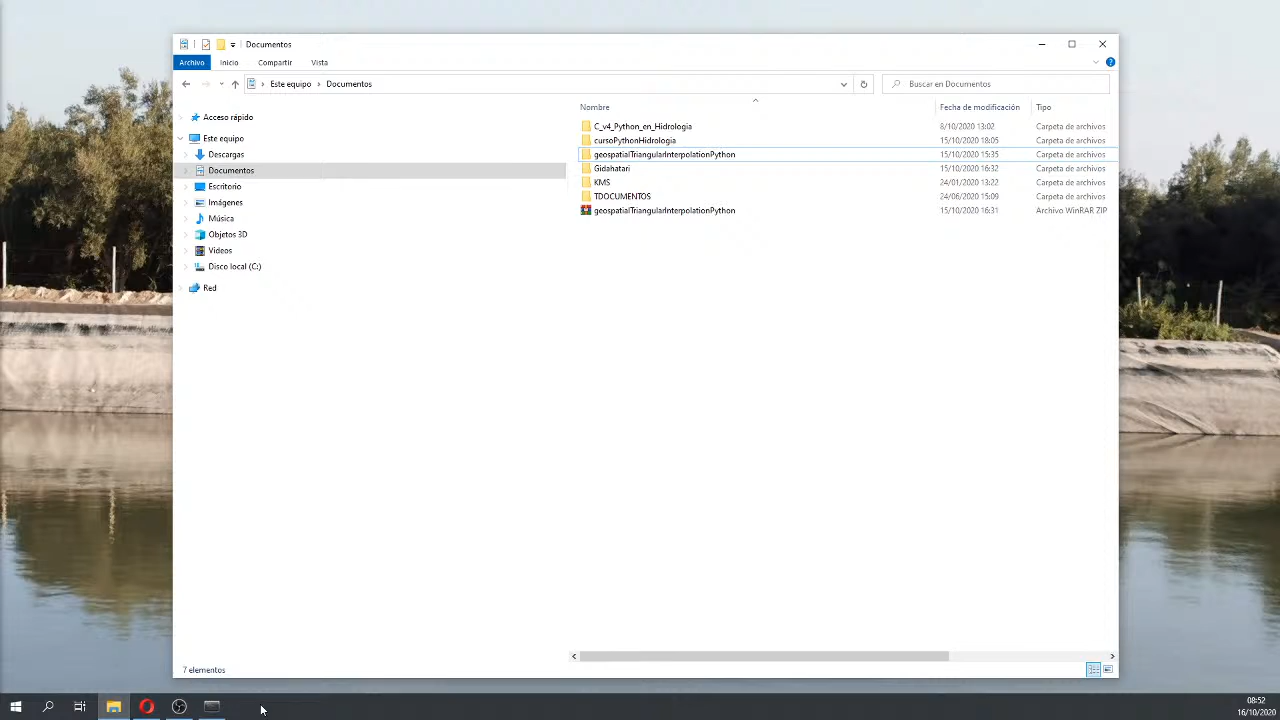 Documentos
Archivo Inicio Compartir Vista
Este equipo Documentos
Buscar en Documentos
Acceso rápido
Este equipo
Descargas
Documentos
Escritorio
Imágenes
Música
Objetos 3D
Vídeos
Disco local (C:)
Red
Nombre Fecha de modificación Tipo
C_v4_Python_en_Hidrologia 8/10/2020 13:02 Carpeta de archivos
cursoPythonHidrologia 15/10/2020 18:05 Carpeta de archivos
geospatialTriangularInterpolationPython 15/10/2020 15:35 Carpeta de archivos
Gidahatari 15/10/2020 16:32 Carpeta de archivos
KMS 24/01/2020 13:22 Carpeta de archivos
TDOCUMENTOS 24/06/2020 15:09 Carpeta de archivos
geospatialTriangularInterpolationPython 15/10/2020 16:31 Archivo WinRAR ZIP
7 elementos
08:52
16/10/2020